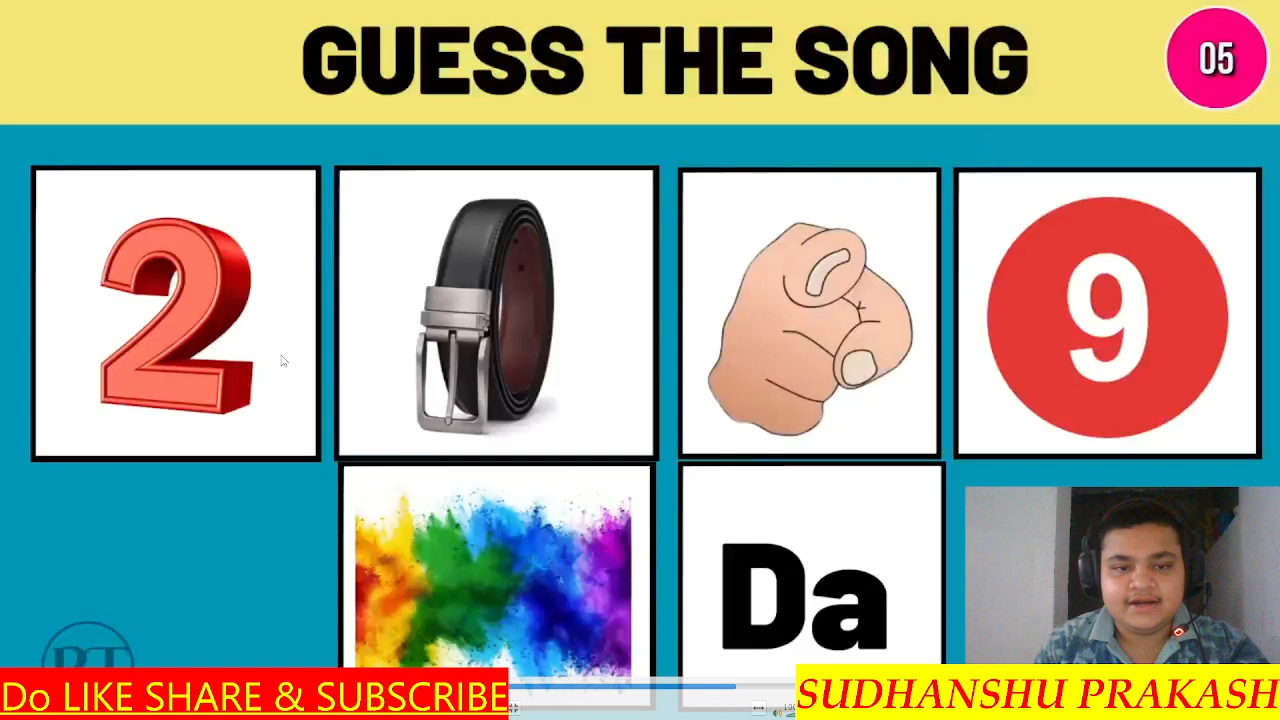 GUESS THE SONG
05
2
9
Da
Do LIKE SHARE & SUBSCRIBE
SUDHANSHU PRAKASH